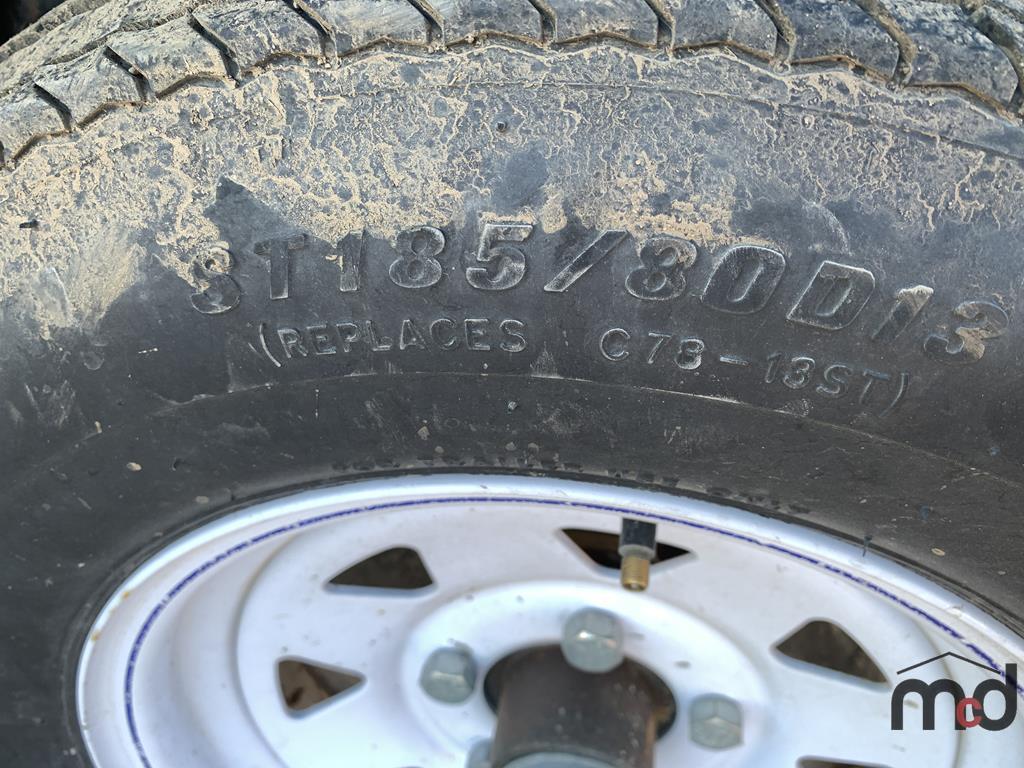 ST185/80D13
(REPLACES C78-13ST)
mcd